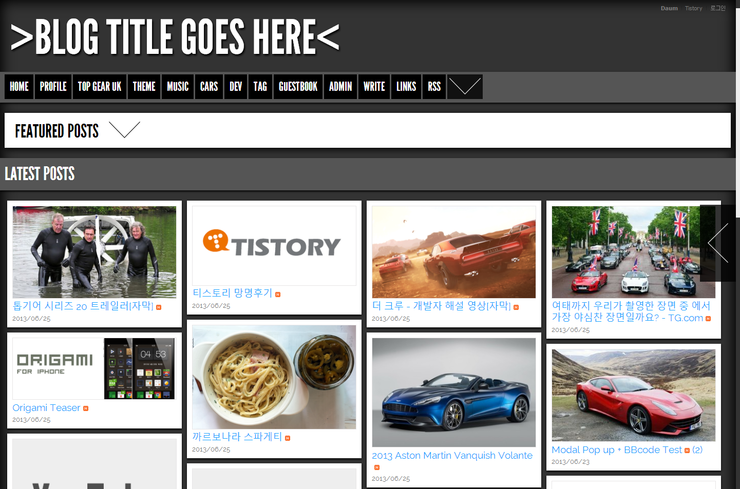 Daum Tistory 로그인
>BLOG TITLE GOES HERE<
HOME PROFILE TOP GEAR UK THEME MUSIC CARS DEV TAG GUESTBOOK ADMIN WRITE LINKS RSS
FEATURED POSTS
LATEST POSTS
톱기어 시리즈 20 트레일러[자막]
2013/06/25
TISTORY
티스토리 망명후기
2013/06/25
더 크루 - 개발자 해설 영상[자막]
2013/06/25
여태까지 우리가 촬영한 장면 중 에서
가장 야심찬 장면일까요? - TG.com
2013/06/25
ORIGAMI
FOR IPHONE
04 53
Origami Teaser
2013/06/25
까르보나라 스파게티
2013/06/25
2013 Aston Martin Vanquish Volante
2013/06/25
Modal Pop up + BBcode Test (2)
2013/06/23